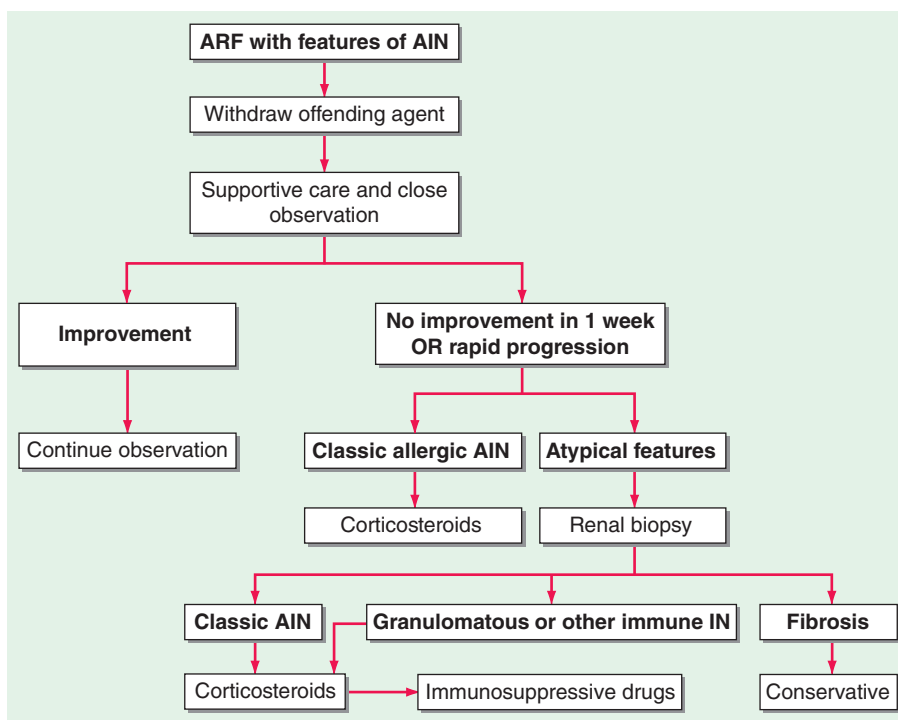 ARF with features of AIN
Withdraw offending agent
Supportive care and close
observation
Improvement
No improvement in 1 week
OR rapid progression
Continue observation
Classic allergic AIN
Atypical features
Corticosteroids
Renal biopsy
Classic AIN
Granulomatous or other immune IN
Fibrosis
Corticosteroids
Immunosuppressive drugs
Conservative